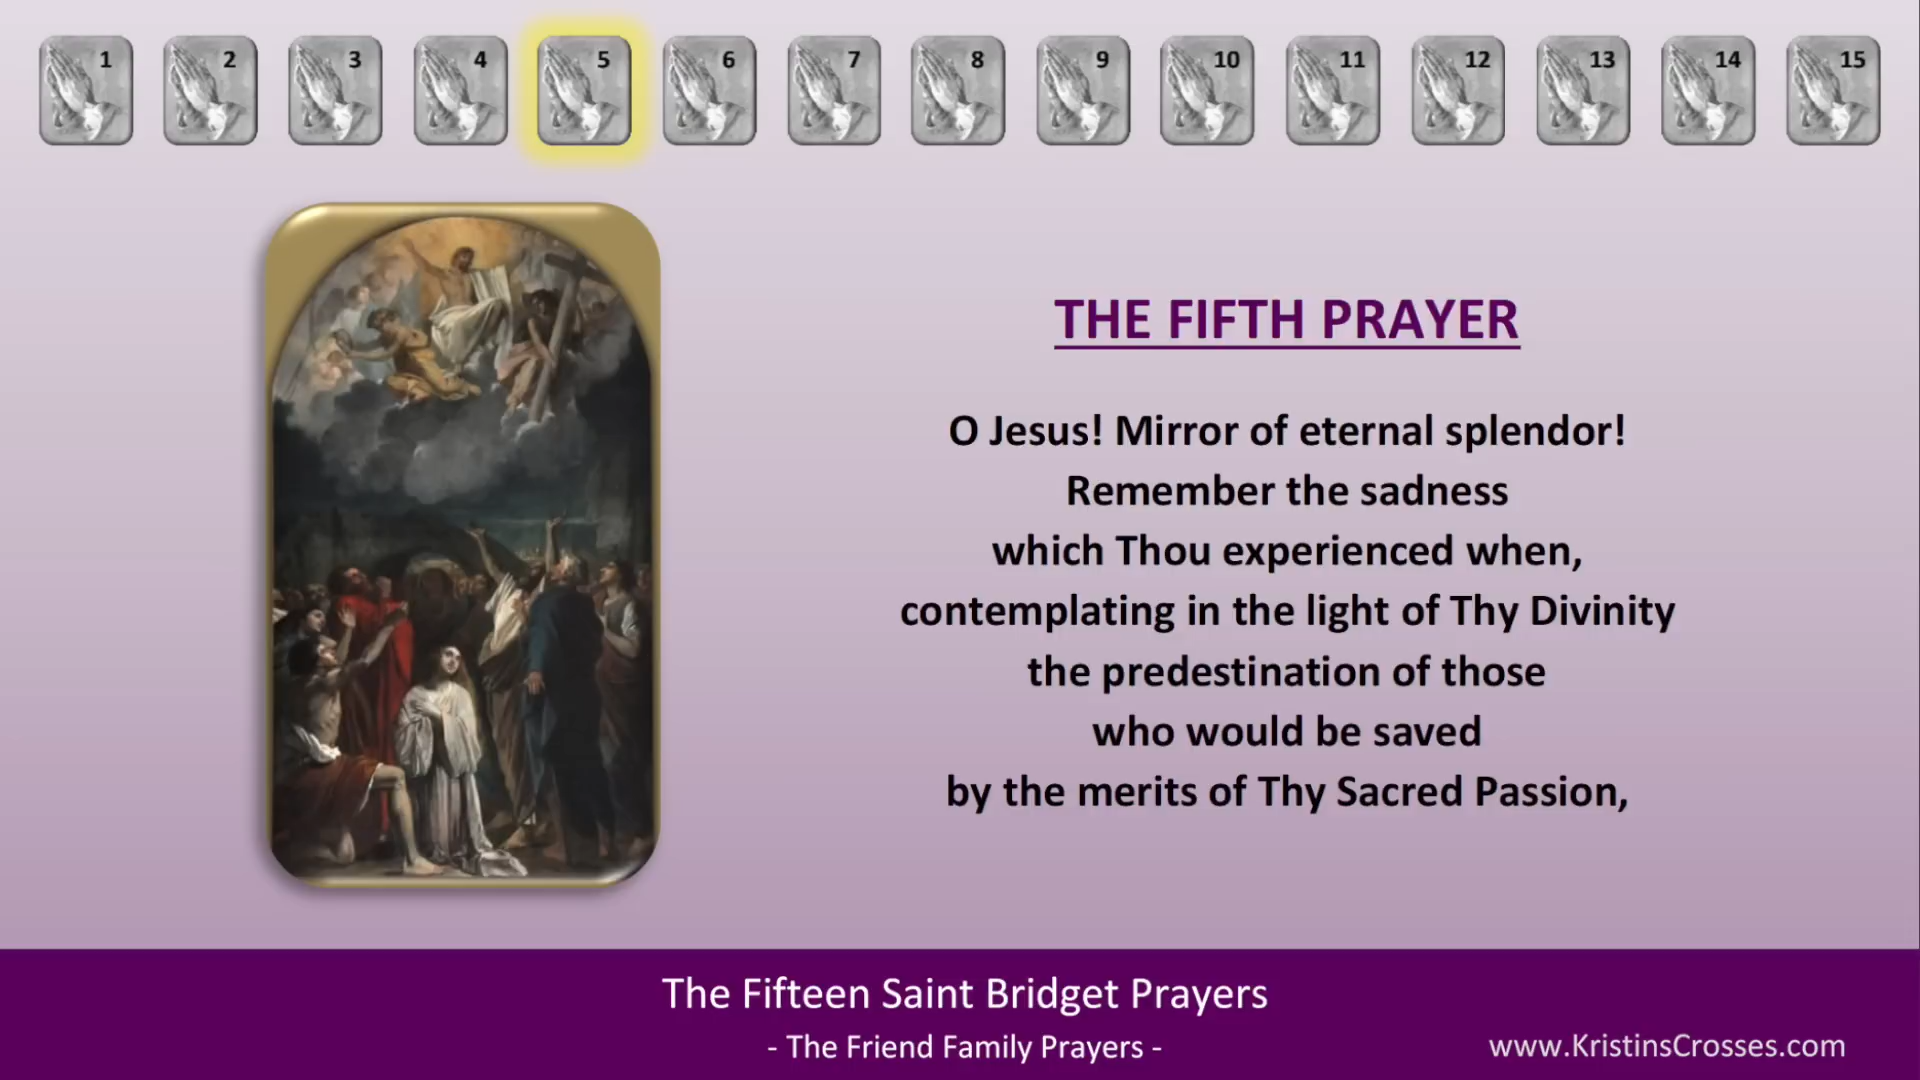 1 2 3 4 5 6 7 8 9 10 11 12 13 14 15
THE FIFTH PRAYER
O Jesus! Mirror of eternal splendor!
Remember the sadness
which Thou experienced when,
contemplating in the light of Thy Divinity
the predestination of those
who would be saved
by the merits of Thy Sacred Passion,
The Fifteen Saint Bridget Prayers
- The Friend Family Prayers -
www.KristinsCrosses.com